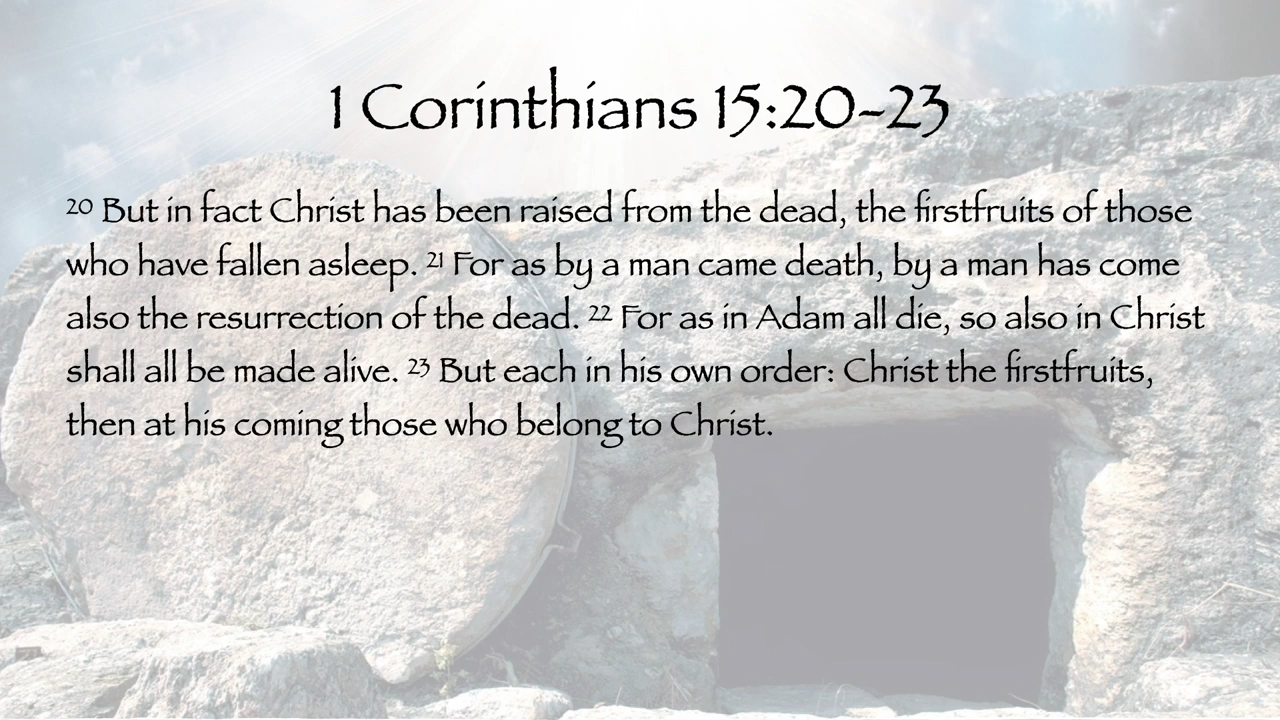 1 Corinthians 15:20-23
20 But in fact Christ has been raised from the dead, the firstfruits of those
who have fallen asleep. 21 For as by a man came death, by a man has come
also the resurrection of the dead. 22 For as in Adam all die, so also in Christ
shall all be made alive. 23 But each in his own order: Christ the firstfruits,
then at his coming those who belong to Christ.